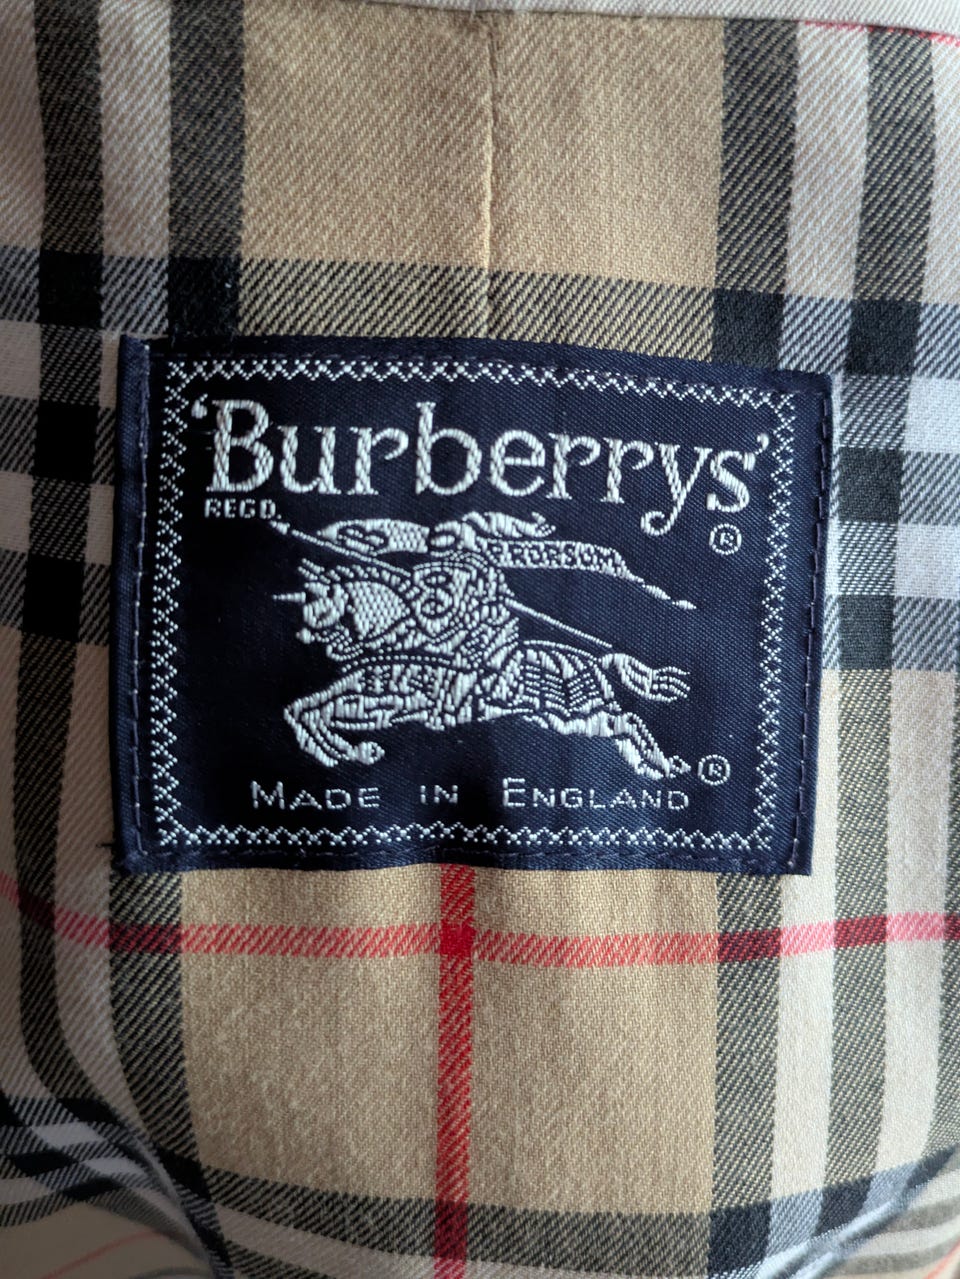 ‘Burberrys’
REGD.
®
PRORSUM
®
MADE IN ENGLAND